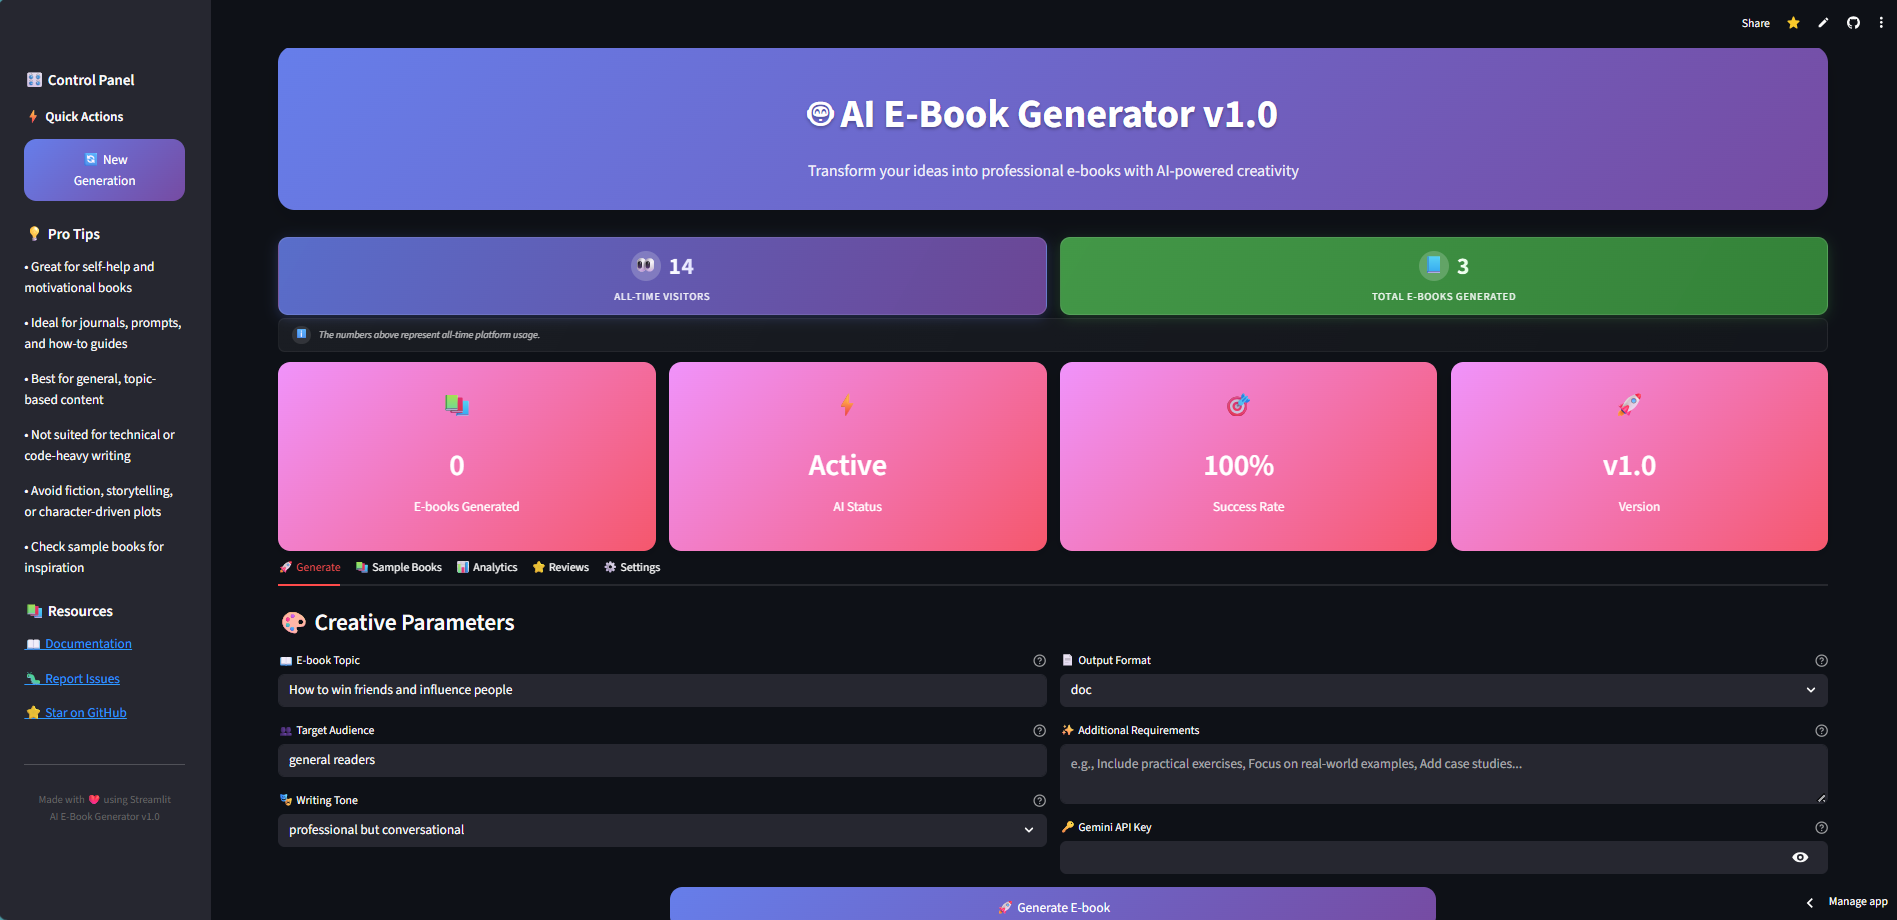 Share
Control Panel
Quick Actions
New
Generation
Pro Tips
• Great for self-help and
motivational books
• Ideal for journals, prompts,
and how-to guides
• Best for general, topic-
based content
• Not suited for technical or
code-heavy writing
• Avoid fiction, storytelling,
or character-driven plots
• Check sample books for
inspiration
Resources
Documentation
Report Issues
Star on GitHub
Made with ❤️ using Streamlit
AI E-Book Generator v1.0
AI E-Book Generator v1.0
Transform your ideas into professional e-books with AI-powered creativity
14
ALL-TIME VISITORS
3
TOTAL E-BOOKS GENERATED
The numbers above represent all-time platform usage.
0
E-books Generated
Active
AI Status
100%
Success Rate
v1.0
Version
Generate
Sample Books
Analytics
Reviews
Settings
Creative Parameters
E-book Topic
How to win friends and influence people
Target Audience
general readers
Writing Tone
professional but conversational
Output Format
doc
Additional Requirements
e.g., Include practical exercises, Focus on real-world examples, Add case studies...
Gemini API Key
Generate E-book
Manage app